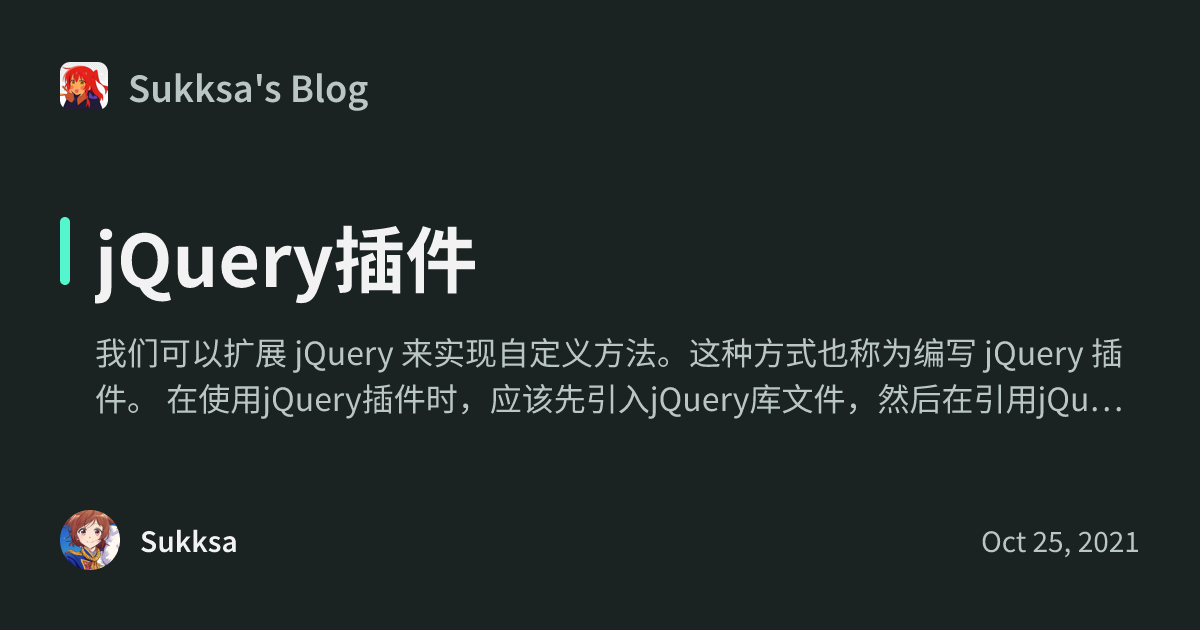 Sukksa's Blog
jQuery插件
我们可以扩展 jQuery 来实现自定义方法。这种方式也称为编写 jQuery 插
件。 在使用jQuery插件时，应该先引入jQuery库文件，然后在引用jQu…
Sukksa
Oct 25, 2021